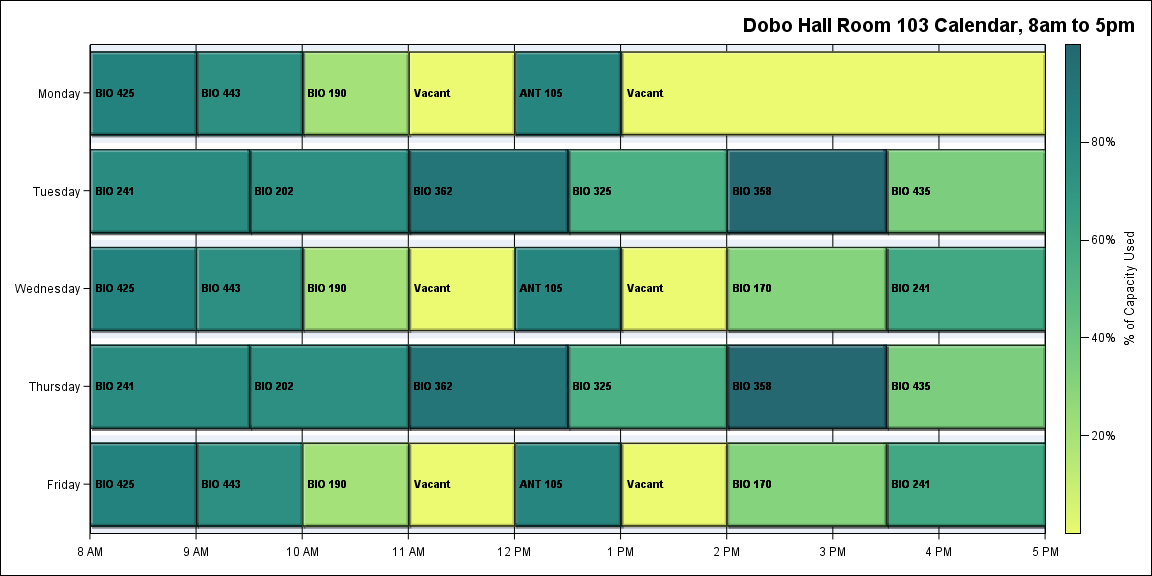 Dobo Hall Room 103 Calendar, 8am to 5pm
Monday
BIO 425 BIO 443 BIO 190 Vacant ANT 105 Vacant
Tuesday
BIO 241 BIO 202 BIO 362 BIO 325 BIO 358 BIO 435
Wednesday
BIO 425 BIO 443 BIO 190 Vacant ANT 105 Vacant BIO 170 BIO 241
Thursday
BIO 241 BIO 202 BIO 362 BIO 325 BIO 358 BIO 435
Friday
BIO 425 BIO 443 BIO 190 Vacant ANT 105 Vacant BIO 170 BIO 241
8 AM 9 AM 10 AM 11 AM 12 PM 1 PM 2 PM 3 PM 4 PM 5 PM
80%
60%
40%
20%
% of Capacity Used